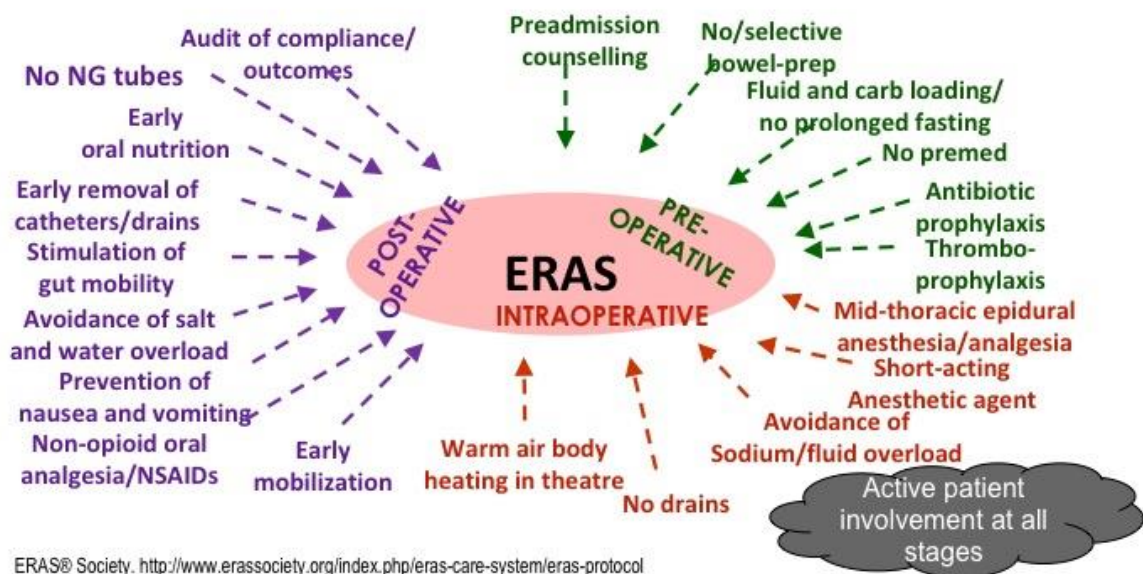 Audit of compliance/
outcomes
No NG tubes
Early
oral nutrition
Early removal of
catheters/drains
Stimulation of
gut mobility
Avoidance of salt
and water overload
Prevention of
nausea and vomiting
Non-opioid oral
analgesia/NSAIDs
Early
mobilization
POST-
OPERATIVE
ERAS
INTRAOPERATIVE
PRE-
OPERATIVE
Preadmission
counselling
No/selective
bowel-prep
Fluid and carb loading/
no prolonged fasting
No premed
Antibiotic
prophylaxis
Thrombo-
prophylaxis
Mid-thoracic epidural
anesthesia/analgesia
Short-acting
Anesthetic agent
Avoidance of
Sodium/fluid overload
No drains
Warm air body
heating in theatre
Active patient
involvement at all
stages
ERAS® Society. http://www.erassociety.org/index.php/eras-care-system/eras-protocol